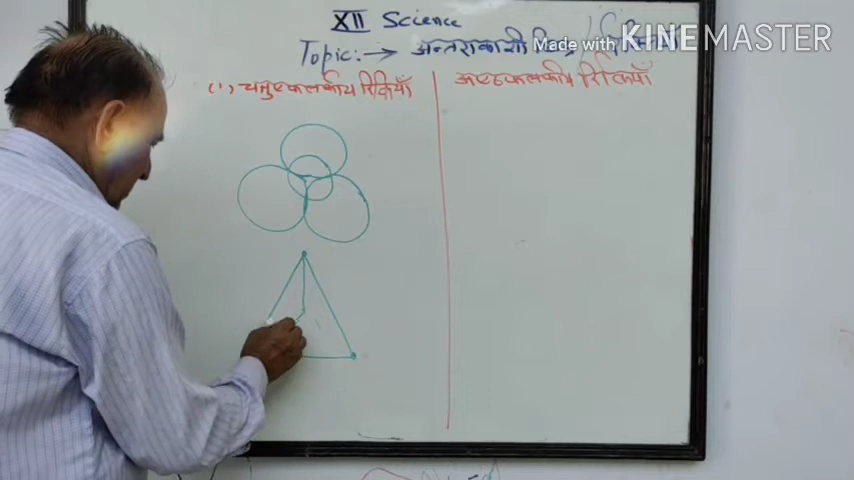 XII Science
Topic:→ अन्तराकाशी
Made with KINEMASTER
(1) चतुष्फलकीय रिक्तियाँ
अष्टफलकीय रिक्तियाँ